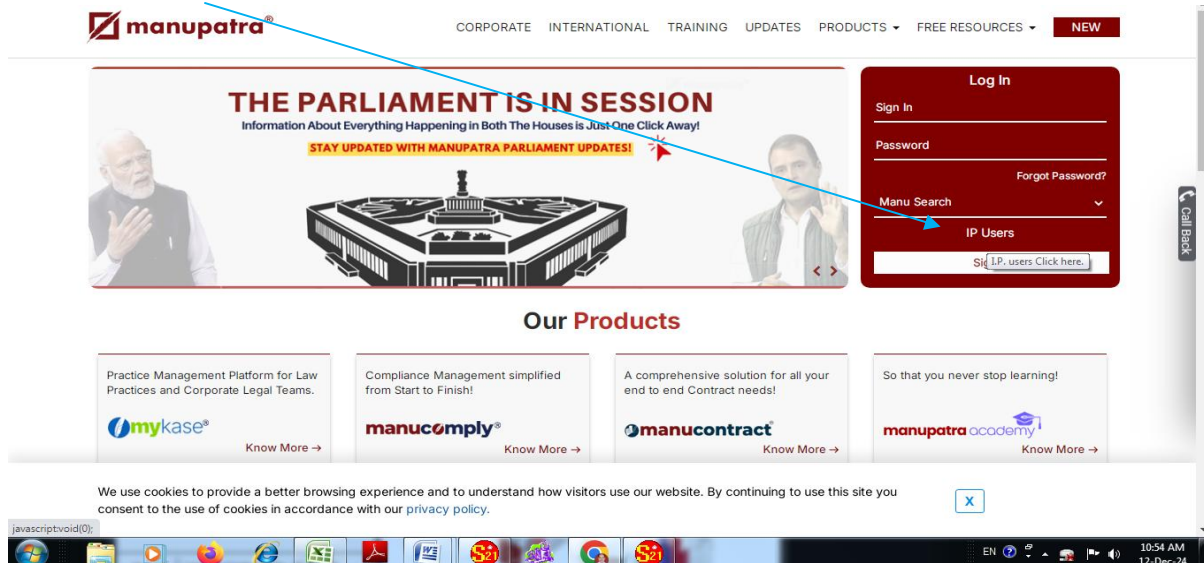 manupatra®
CORPORATE INTERNATIONAL TRAINING UPDATES PRODUCTS FREE RESOURCES NEW
THE PARLIAMENT IS IN SESSION
Information About Everything Happening in Both The Houses is Just One Click Away!
STAY UPDATED WITH MANUPATRA PARLIAMENT UPDATES!
Log In
Sign In
Password
Forgot Password?
Manu Search
IP Users
I.P. users Click here.
Call Back
Our Products
Practice Management Platform for Law
Practices and Corporate Legal Teams.
mykase®
Know More →
Compliance Management simplified
from Start to Finish!
manucomply®
Know More →
A comprehensive solution for all your
end to end Contract needs!
manucontract
Know More →
So that you never stop learning!
manupatra academy
Know More →
We use cookies to provide a better browsing experience and to understand how visitors use our website. By continuing to use this site you
consent to the use of cookies in accordance with our privacy policy.
X
javascript:void(0);
S21
S21
EN
10:54 AM
12-Dec-24